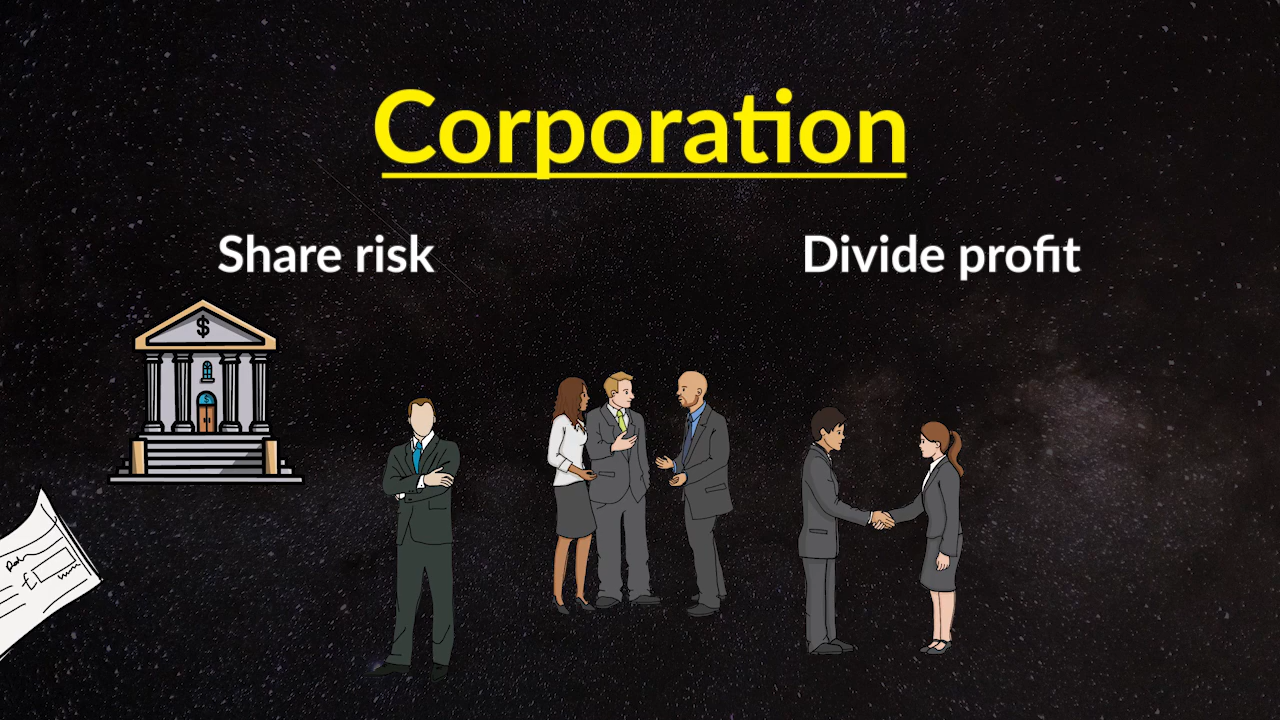 Corporation
Share risk
Divide profit
$
$
£